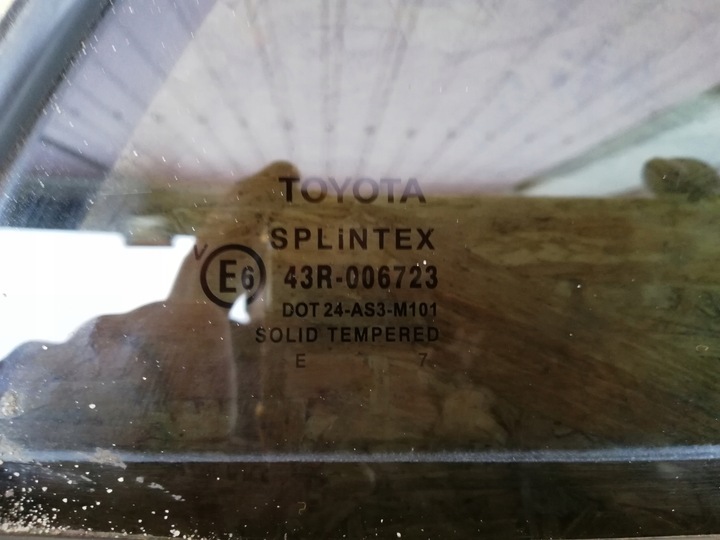 TOYOTA
SPLiNTEX
E6 43R-006723
DOT 24-AS3-M101
SOLID TEMPERED
E 7